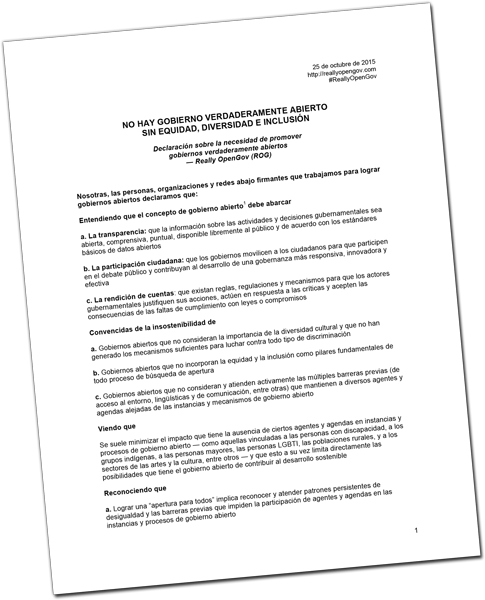 25 de octubre de 2015
http://reallyopengov.com
#ReallyOpenGov
NO HAY GOBIERNO VERDADERAMENTE ABIERTO
SIN EQUIDAD, DIVERSIDAD E INCLUSIÓN
Declaración sobre la necesidad de promover
gobiernos verdaderamente abiertos
— Really OpenGov (ROG)
Nosotras, las personas, organizaciones y redes abajo firmantes que trabajamos para lograr
gobiernos abiertos declaramos que:
Entendiendo que el concepto de gobierno abierto¹ debe abarcar
a. La transparencia: que la información sobre las actividades y decisiones gubernamentales sea
abierta, comprensiva, puntual, disponible libremente al público y de acuerdo con los estándares
básicos de datos abiertos
b. La participación ciudadana: que los gobiernos movilicen a los ciudadanos para que participen
en el debate público y contribuyan al desarrollo de una gobernanza más responsiva, innovadora y
efectiva
c. La rendición de cuentas: que existan reglas, regulaciones y mecanismos para que los actores
gubernamentales justifiquen sus acciones, actúen en respuesta a las críticas y acepten las
consecuencias de las faltas de cumplimiento con leyes o compromisos
Convencidas de la insostenibilidad de
a. Gobiernos abiertos que no consideran la importancia de la diversidad cultural y que no han
generado los mecanismos suficientes para luchar contra todo tipo de discriminación
b. Gobiernos abiertos que no incorporan la equidad y la inclusión como pilares fundamentales de
todo proceso de búsqueda de apertura
c. Gobiernos abiertos que no consideran y atienden activamente las múltiples barreras previas (de
acceso al entorno, lingüísticas y de comunicación, entre otras) que mantienen a diversos agentes y
agendas alejadas de las instancias y mecanismos de gobierno abierto
Viendo que
Se suele minimizar el impacto que tiene la ausencia de ciertos agentes y agendas en instancias y
procesos de gobierno abierto — como aquellas vinculadas a las personas con discapacidad, a los
grupos indígenas, a las personas mayores, las personas LGBTI, las poblaciones rurales, y a los
sectores de las artes y la cultura, entre otros — y que esto a su vez limita directamente las
posibilidades que tiene el gobierno abierto de contribuir al desarrollo sostenible
Reconociendo que
a. Lograr una “apertura para todos” implica reconocer y atender patrones persistentes de
desigualdad y las barreras previas que impiden la participación de agentes y agendas en las
instancias y procesos de gobierno abierto
1